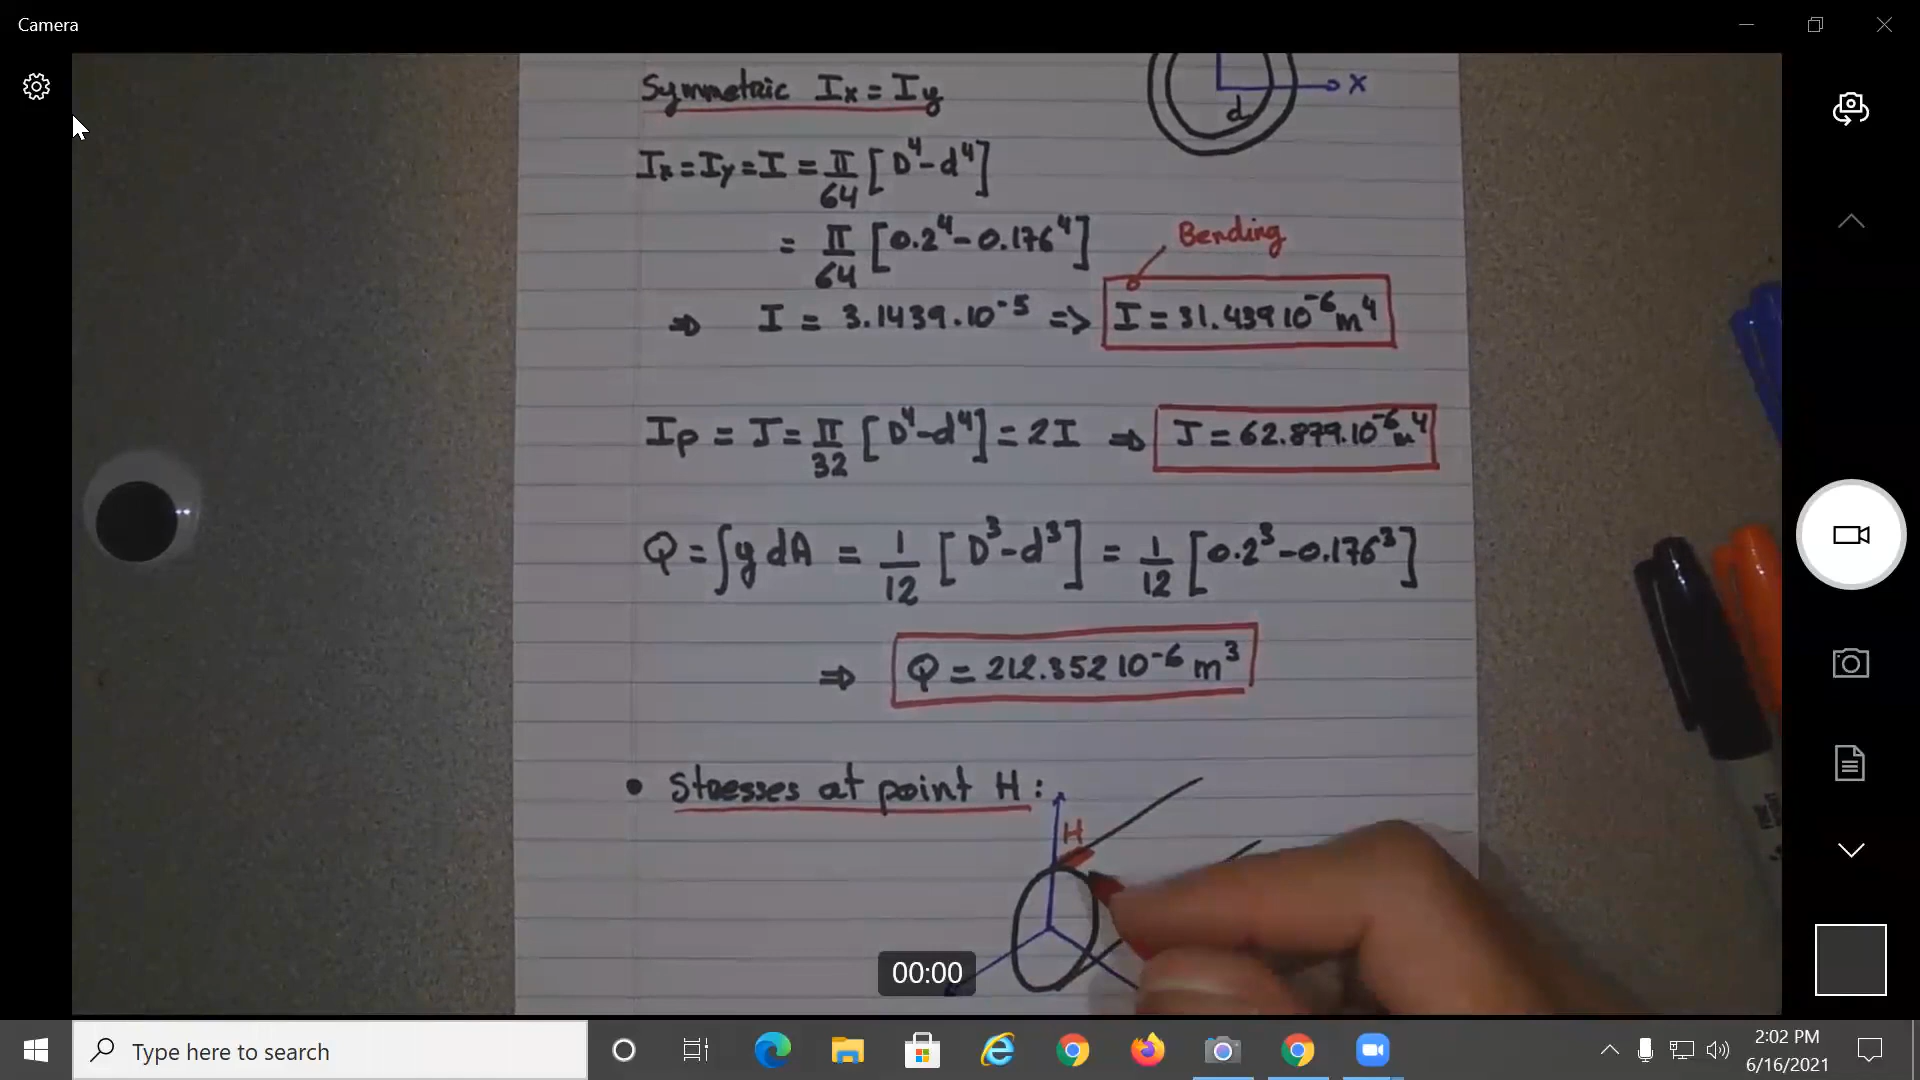 Camera
Symmetric Ix = Iy
x
d
Ix = Iy = I = π/64 [D⁴ - d⁴]
= π/64 [0.2⁴ - 0.176⁴]
Bending
⇒ I = 3.1439.10⁻⁵ => I = 31.439 10⁻⁶ m⁴
Ip = J = π/32 [D⁴ - d⁴] = 2I ⇒ J = 62.879.10⁻⁶ m⁴
Q = ∫y dA = 1/12 [D³ - d³] = 1/12 [0.2³ - 0.176³]
⇒ Q = 212.352 10⁻⁶ m³
• Stresses at point H:
H
00:00
Type here to search
2:02 PM
6/16/2021